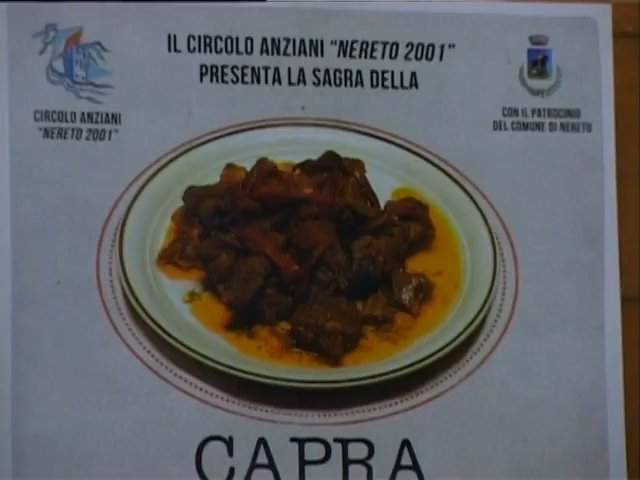 IL CIRCOLO ANZIANI "NERETO 2001"
PRESENTA LA SAGRA DELLA
CIRCOLO ANZIANI
"NERETO 2001"
CON IL PATROCINIO
DEL COMUNE DI NERETO
CAPRA